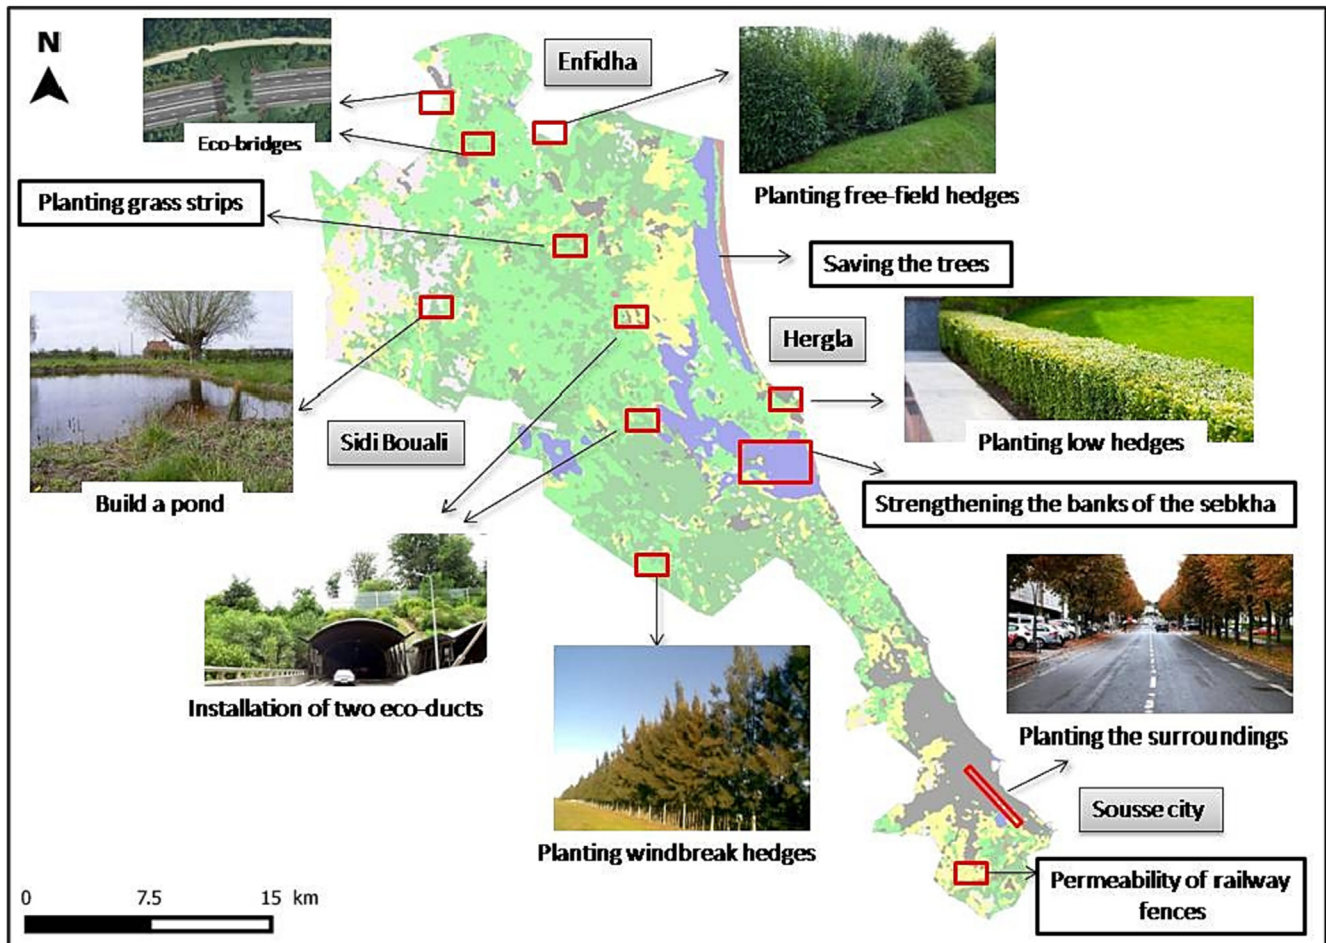 N
Enfidha
Eco-bridges
Planting free-field hedges
Planting grass strips
Saving the trees
Hergla
Planting low hedges
Sidi Bouali
Build a pond
Strengthening the banks of the sebkha
Installation of two eco-ducts
Planting the surroundings
Planting windbreak hedges
Sousse city
Permeability of railway
fences
0 7.5 15 km